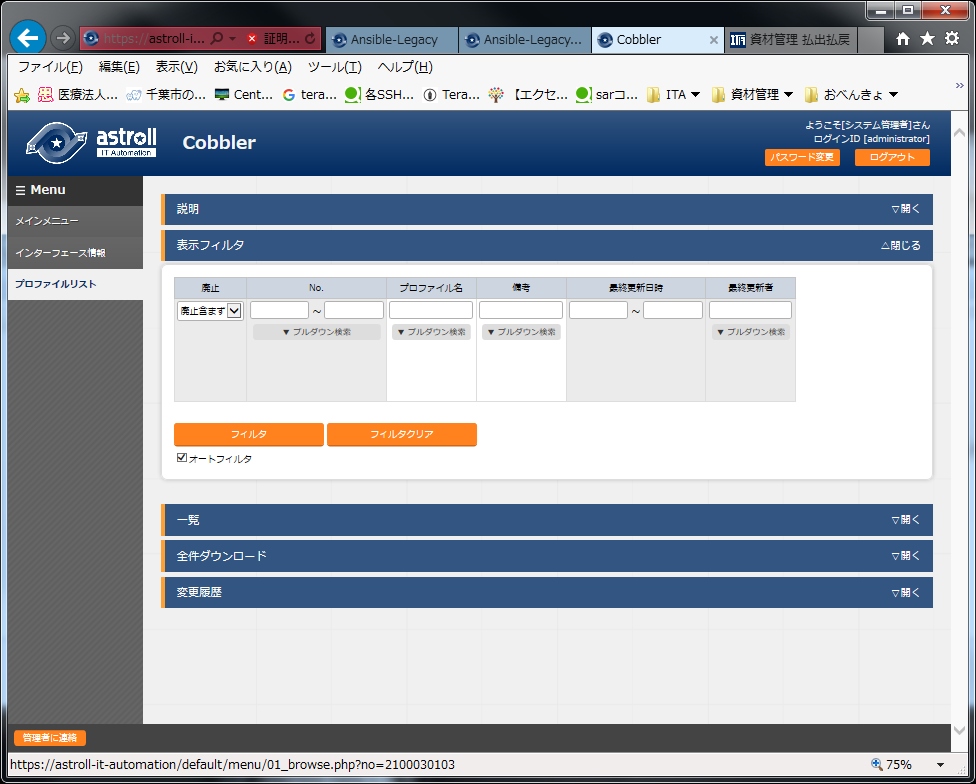 https://astroll-i... 証明... Ansible-Legacy Ansible-Legacy... Cobbler 資材管理 払出払戻
ファイル(F) 編集(E) 表示(V) お気に入り(A) ツール(T) ヘルプ(H)
医療法人... 千葉市の... Cent... tera... 各SSH... Tera... 【エクセ... sarコ... ITA 資材管理 おべんきょ
astroll
IT Automation
Cobbler
ようこそ[システム管理者]さん
ログインID [administrator]
パスワード変更 ログアウト
☰ Menu
メインメニュー
インターフェース情報
プロファイルリスト
説明 ▽開く
表示フィルタ △閉じる
廃止 No. プロファイル名 備考 最終更新日時 最終更新者
廃止含まず ～ ～
▼ プルダウン検索 ▼ プルダウン検索 ▼ プルダウン検索 ▼ プルダウン検索
フィルタ フィルタクリア
オートフィルタ
一覧 ▽開く
全件ダウンロード ▽開く
変更履歴 ▽開く
管理者に連絡
https://astroll-it-automation/default/menu/01_browse.php?no=2100030103 75%